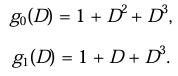 g₀(D) = 1 + D² + D³,
g₁(D) = 1 + D + D³.